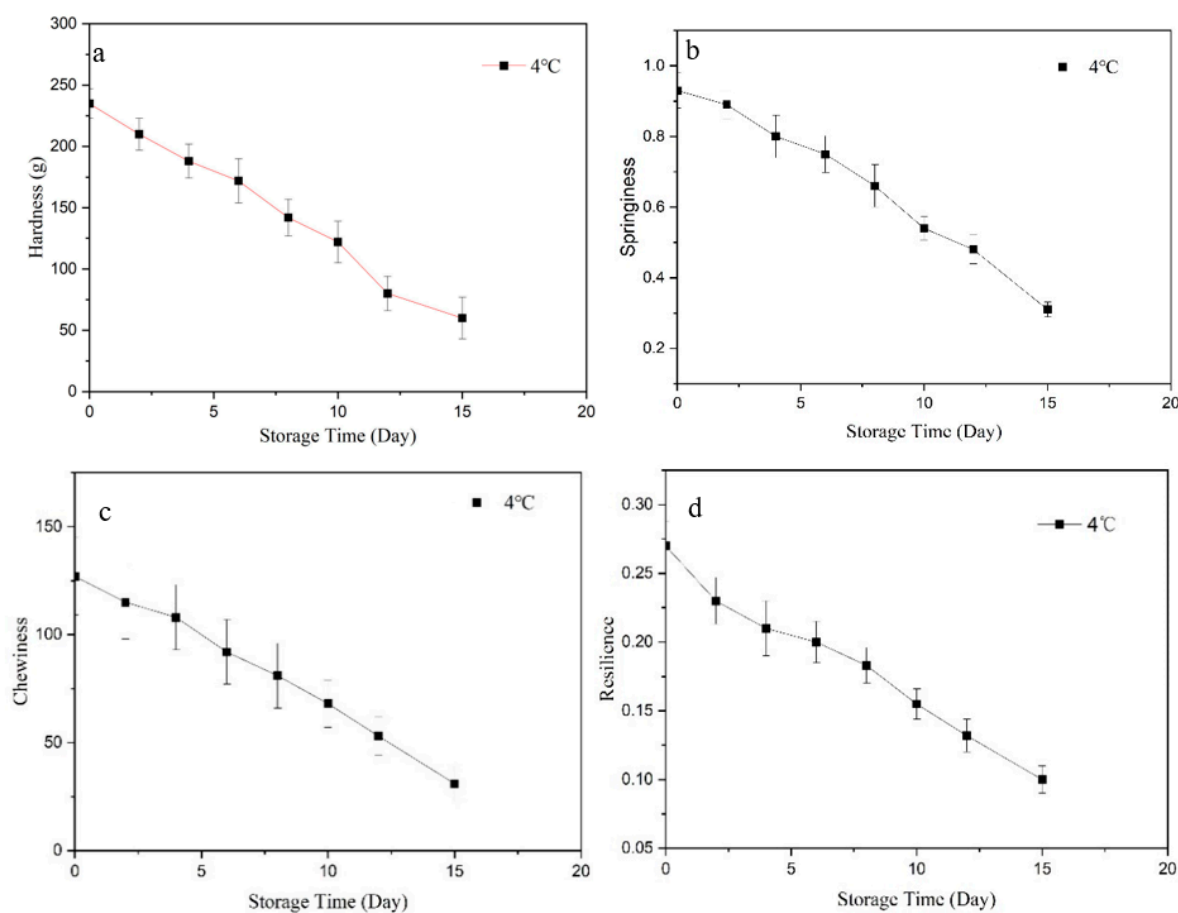 a
4°C
Hardness (g)
300
250
200
150
100
50
0
0 5 10 15 20
Storage Time (Day)
b
4°C
Springiness
1.0
0.8
0.6
0.4
0.2
0 5 10 15 20
Storage Time (Day)
c
4°C
Chewiness
150
100
50
0
0 5 10 15 20
Storage Time (Day)
d
4℃
Resilience
0.30
0.25
0.20
0.15
0.10
0.05
0 5 10 15 20
Storage Time (Day)